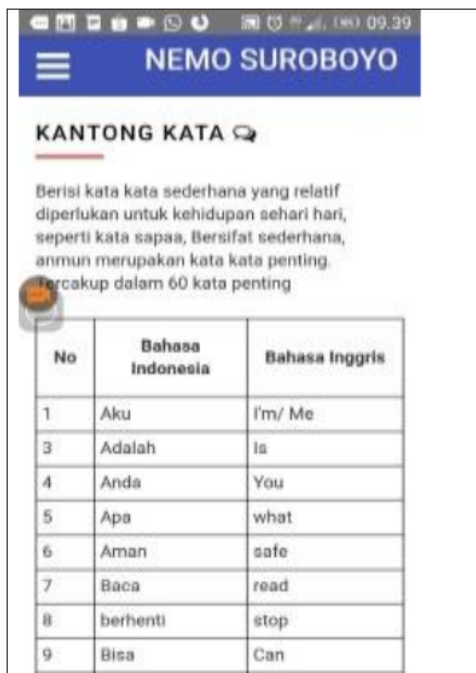 09.39
NEMO SUROBOYO
KANTONG KATA
Berisi kata kata sederhana yang relatif
diperlukan untuk kehidupan sehari hari,
seperti kata sapaa, Bersifat sederhana,
anmun merupakan kata kata penting.
Tercakup dalam 60 kata penting
No Bahasa Indonesia Bahasa Inggris
1 Aku I'm/ Me
3 Adalah Is
4 Anda You
5 Apa what
6 Aman safe
7 Baca read
8 berhenti stop
9 Bisa Can